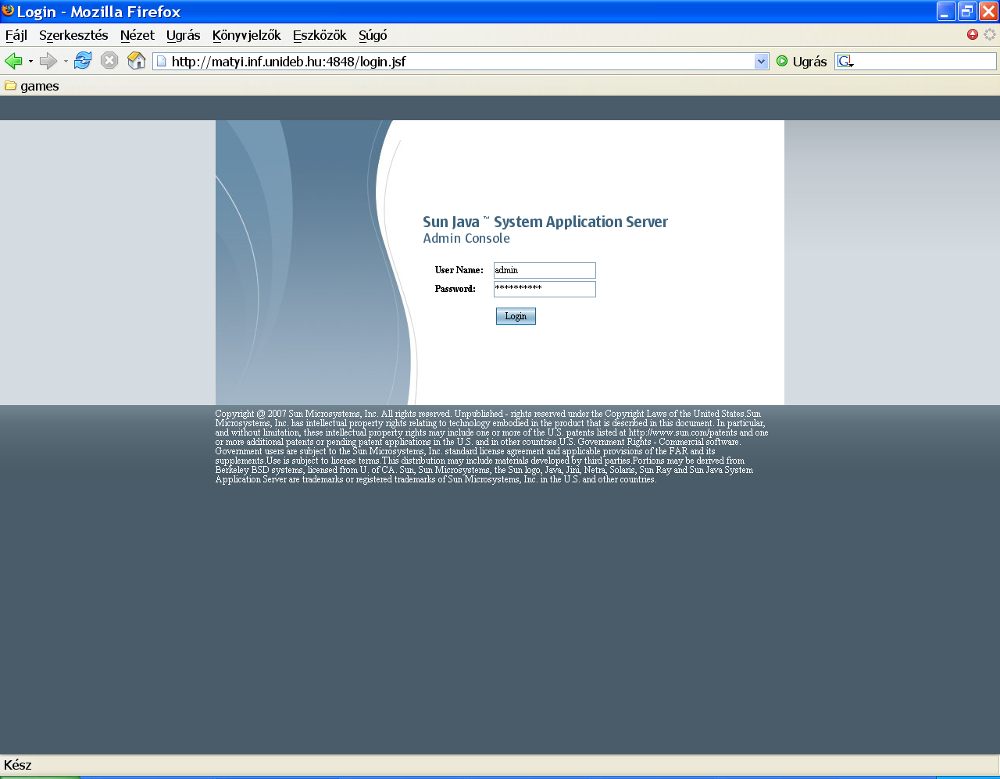 Login - Mozilla Firefox
Fájl Szerkesztés Nézet Ugrás Könyvjelzők Eszközök Súgó
http://matyi.inf.unideb.hu:4848/login.jsf Ugrás G
games
Sun Java ™ System Application Server
Admin Console
User Name: admin
Password: **********
Login
Copyright @ 2007 Sun Microsystems, Inc. All rights reserved. Unpublished - rights reserved under the Copyright Laws of the United States.Sun
Microsystems, Inc. has intellectual property rights relating to technology embodied in the product that is described in this document. In particular,
and without limitation, these intellectual property rights may include one or more of the U.S. patents listed at http://www.sun.com/patents and one
or more additional patents or pending patent applications in the U.S. and in other countries.U.S. Government Rights - Commercial software.
Government users are subject to the Sun Microsystems, Inc. standard license agreement and applicable provisions of the FAR and its
supplements.Use is subject to license terms.This distribution may include materials developed by third parties.Portions may be derived from
Berkeley BSD systems, licensed from U. of CA. Sun, Sun Microsystems, the Sun logo, Java, Jini, Netra, Solaris, Sun Ray and Sun Java System
Application Server are trademarks or registered trademarks of Sun Microsystems, Inc. in the U.S. and other countries.
Kész